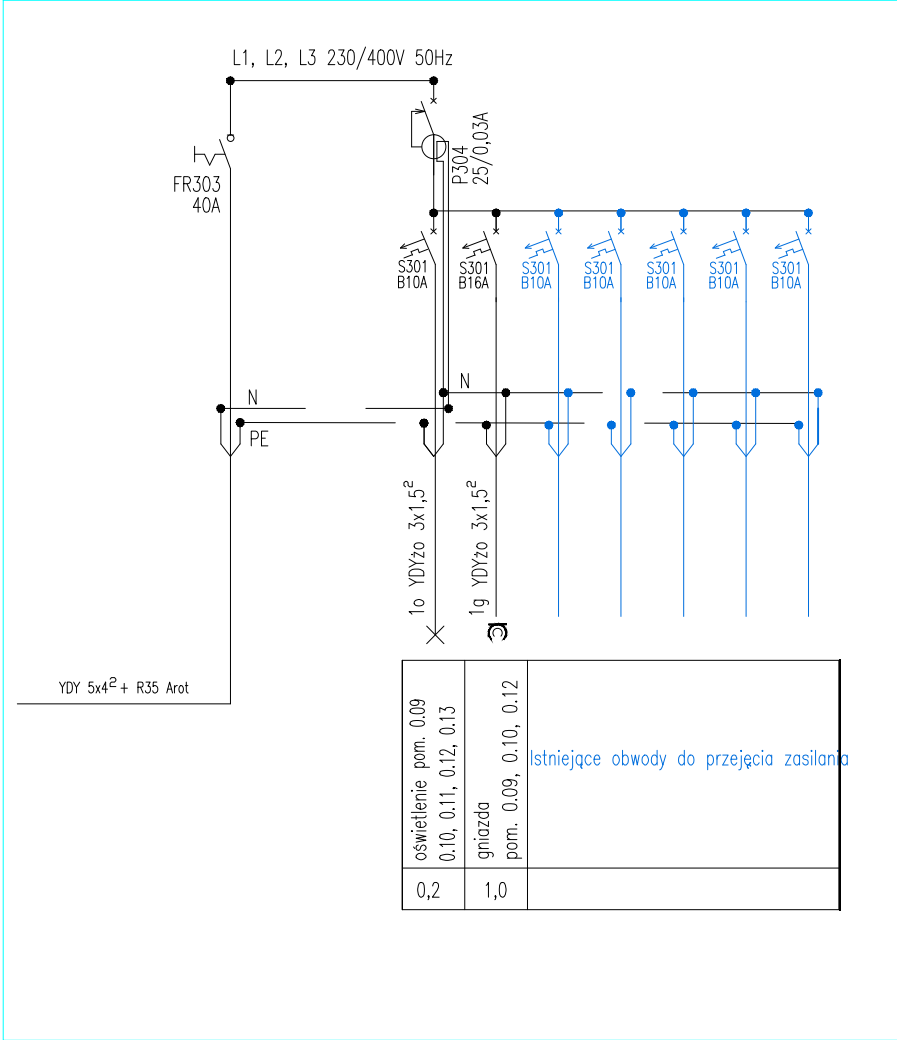 L1, L2, L3 230/400V 50Hz
FR303
40A
P304
25/0,03A
S301
B10A
S301
B16A
S301
B10A
S301
B10A
S301
B10A
S301
B10A
S301
B10A
N
PE
N
1o YDYżo 3x1,5²
1g YDYżo 3x1,5²
YDY 5x4² + R35 Arot
oświetlenie pom. 0.09
0.10, 0.11, 0.12, 0.13
gniazda
pom. 0.09, 0.10, 0.12
Istniejące obwody do przejęcia zasilania
0,2
1,0